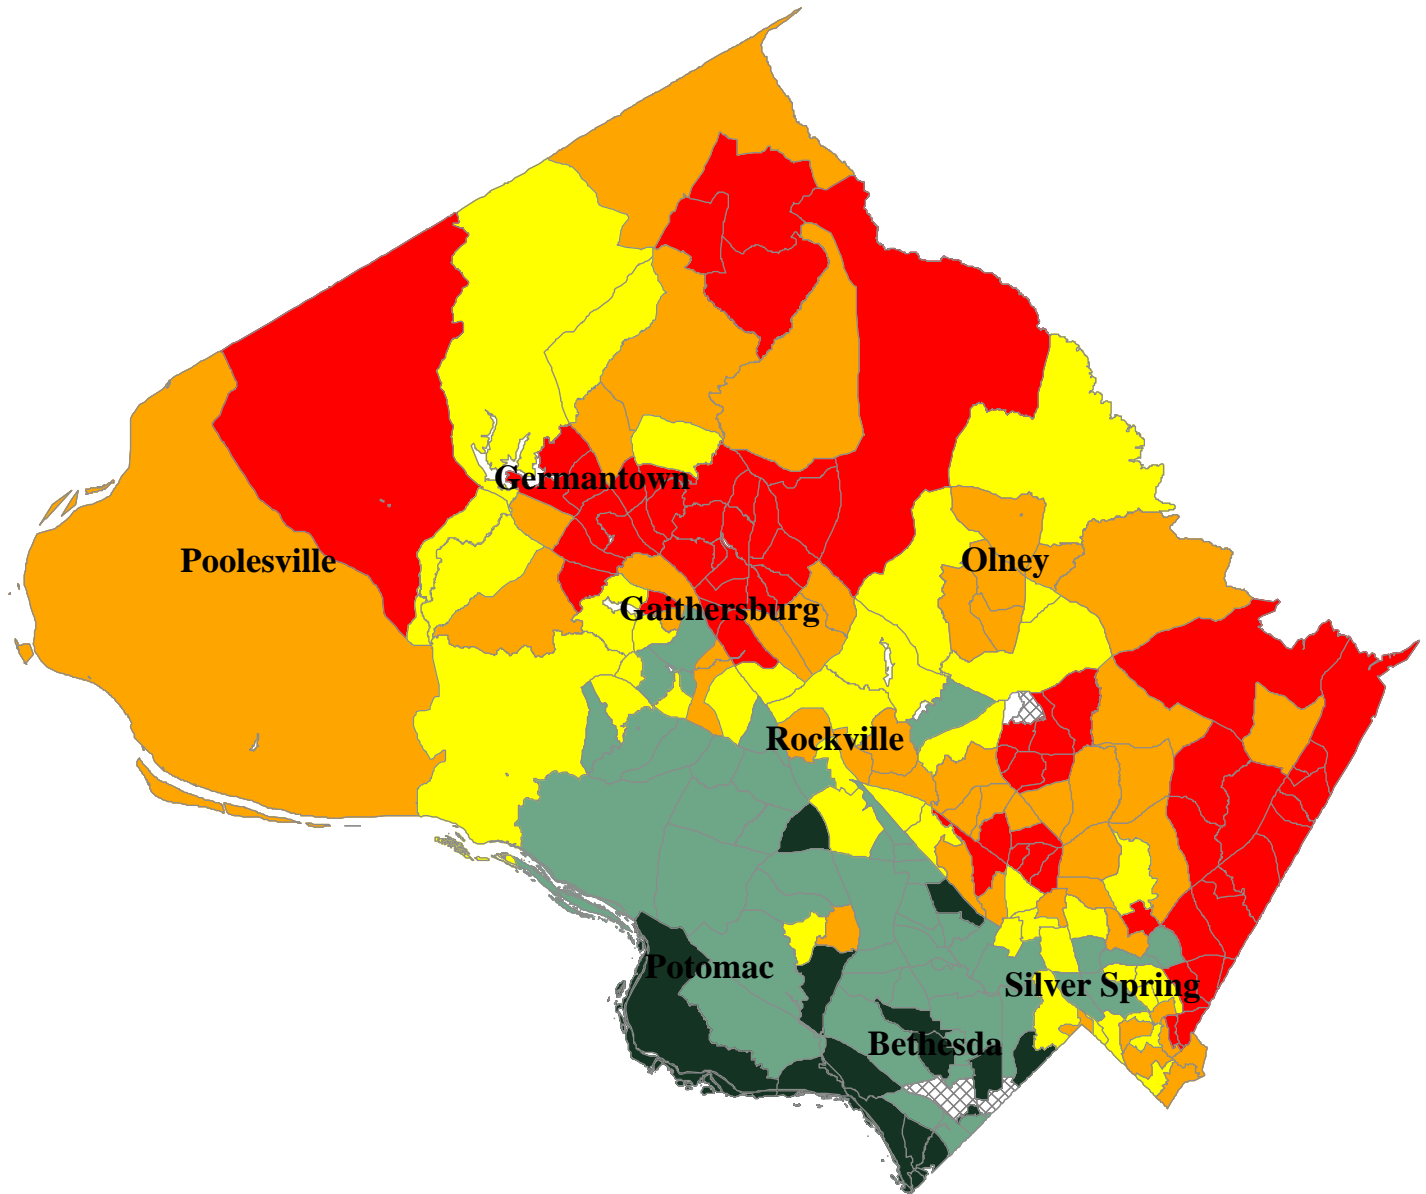 Germantown
Poolesville
Olney
Gaithersburg
Rockville
Potomac
Silver Spring
Bethesda